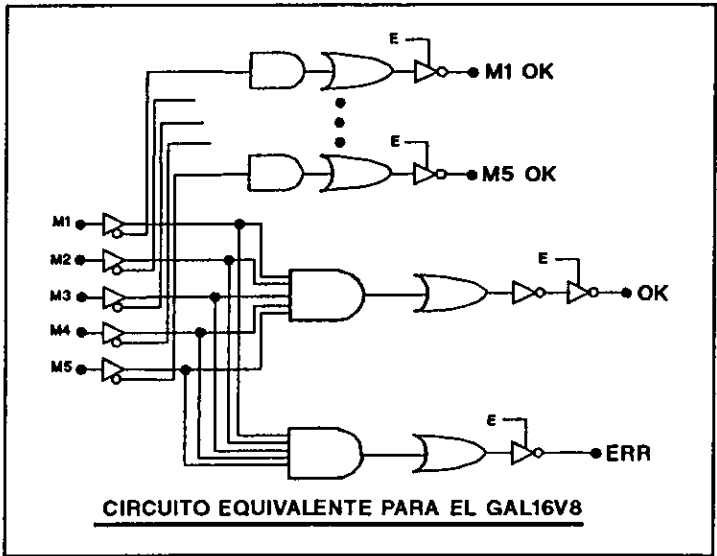 E
M1 OK
E
M5 OK
M1
M2
M3
M4
M5
E
OK
E
ERR
CIRCUITO EQUIVALENTE PARA EL GAL16V8